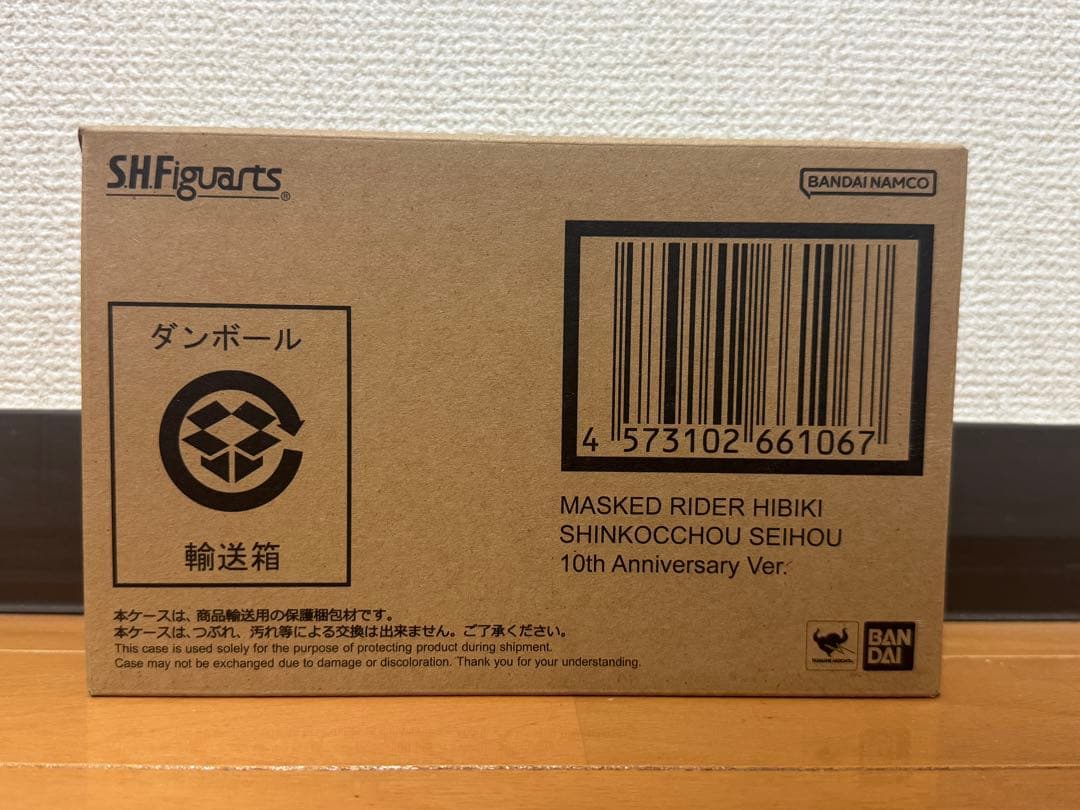 S.H.Figuarts®
BANDAI NAMCO
ダンボール
輸送箱
4 573102 661067
MASKED RIDER HIBIKI
SHINKOCCHOU SEIHOU
10th Anniversary Ver.
本ケースは、商品輸送用の保護梱包材です。
本ケースは、つぶれ、汚れ等による交換は出来ません。ご了承ください。
This case is used solely for the purpose of protecting product during shipment.
Case may not be exchanged due to damage or discoloration. Thank you for your understanding.
BAN
DAI